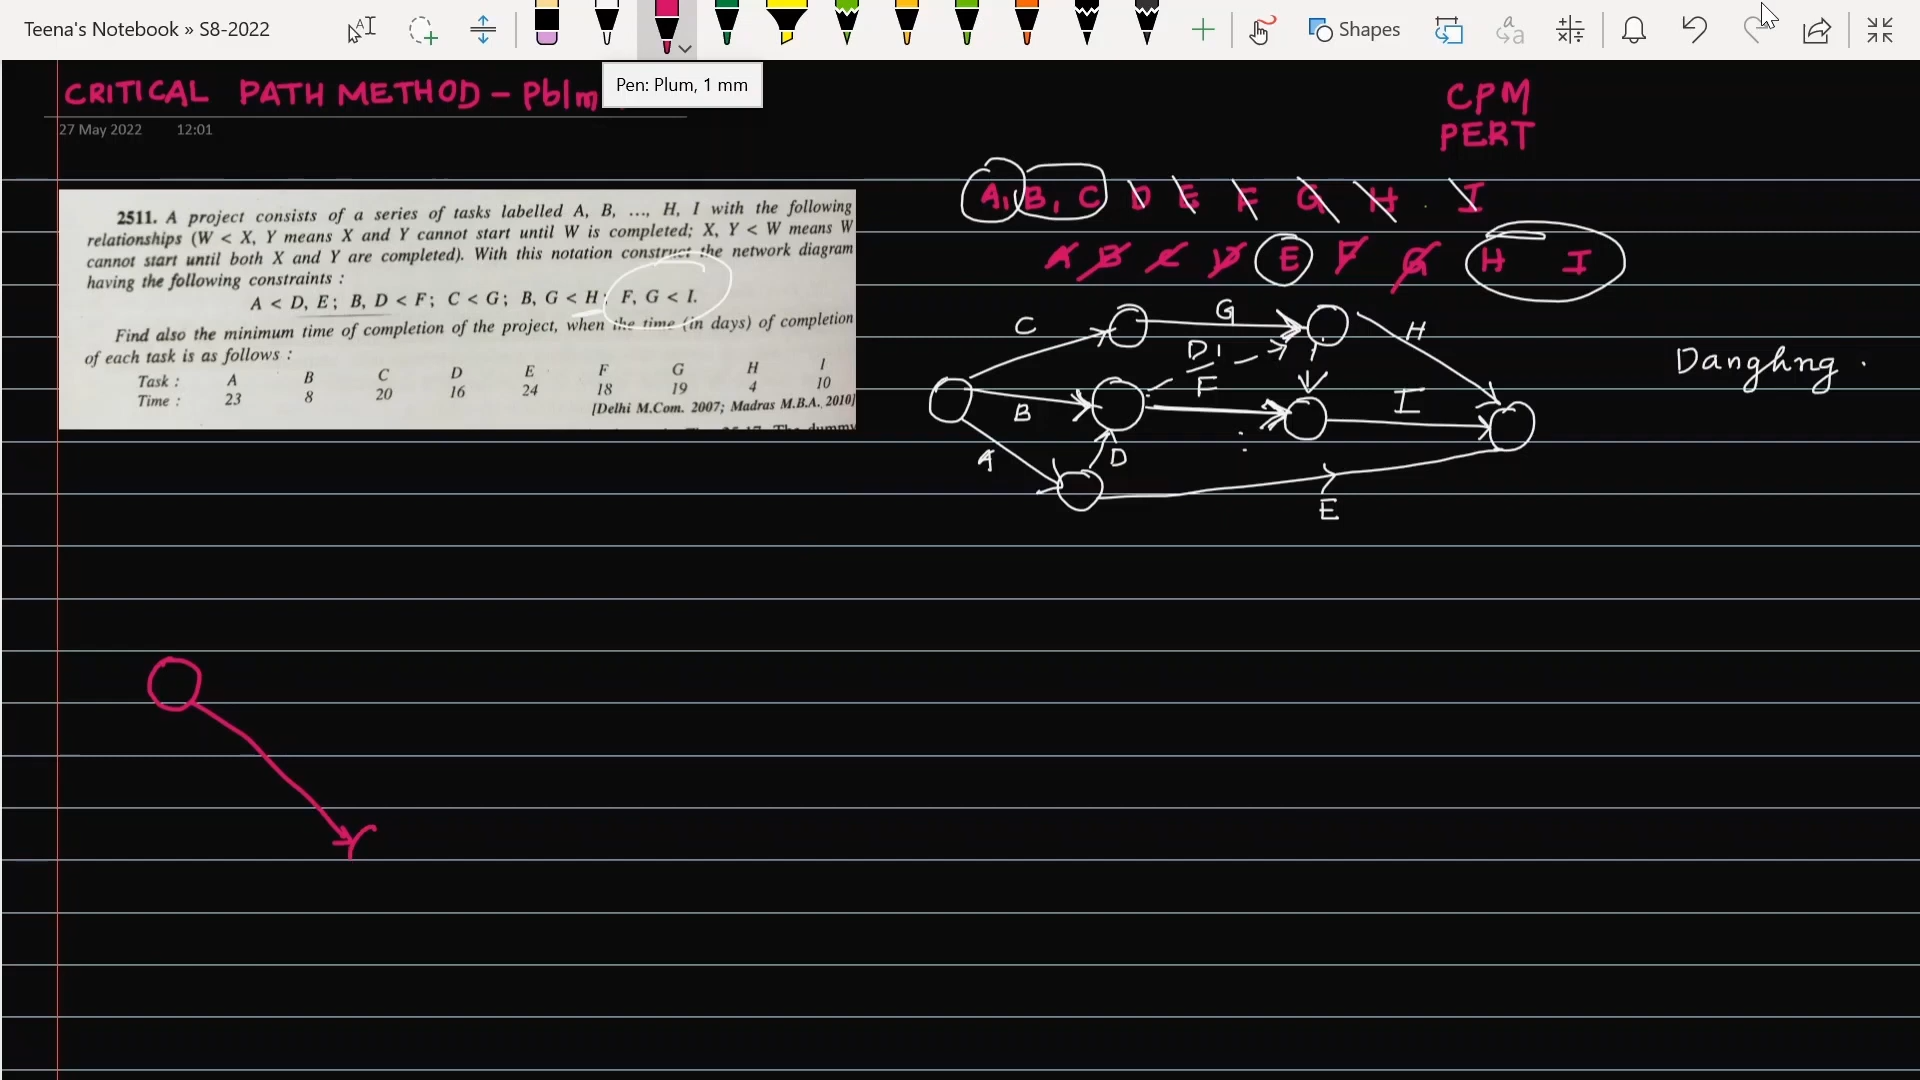 Teena's Notebook » S8-2022
Shapes
Pen: Plum, 1 mm
CRITICAL PATH METHOD - Pblm
27 May 2022 12:01
CPM
PERT
2511. A project consists of a series of tasks labelled A, B, ..., H, I with the following
relationships (W < X, Y means X and Y cannot start until W is completed; X, Y < W means W
cannot start until both X and Y are completed). With this notation construct the network diagram
having the following constraints :
A < D, E; B, D < F; C < G; B, G < H; F, G < I.
Find also the minimum time of completion of the project, when the time (in days) of completion
of each task is as follows :
Task : A B C D E F G H I
Time : 23 8 20 16 24 18 19 4 10
[Delhi M.Com. 2007; Madras M.B.A. 2010]
A, B, C D E F G H I
A B C D E F G H I
C G H
D1
F
B I
A D
E
Danghng .